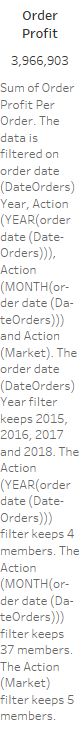 Order
Profit
3,966,903
Sum of Order
Profit Per
Order. The
data is
filtered on
order date
(DateOrders)
Year, Action
(YEAR(order
date (Date-
Orders))),
Action
(MONTH(or-
der date (Da-
teOrders)))
and Action
(Market). The
order date
(DateOrders)
Year filter
keeps 2015,
2016, 2017
and 2018. The
Action
(YEAR(order
date (Date-
Orders)))
filter keeps 4
members. The
Action
(MONTH(or-
der date (Da-
teOrders)))
filter keeps
37 members.
The Action
(Market)
filter keeps 5
members.